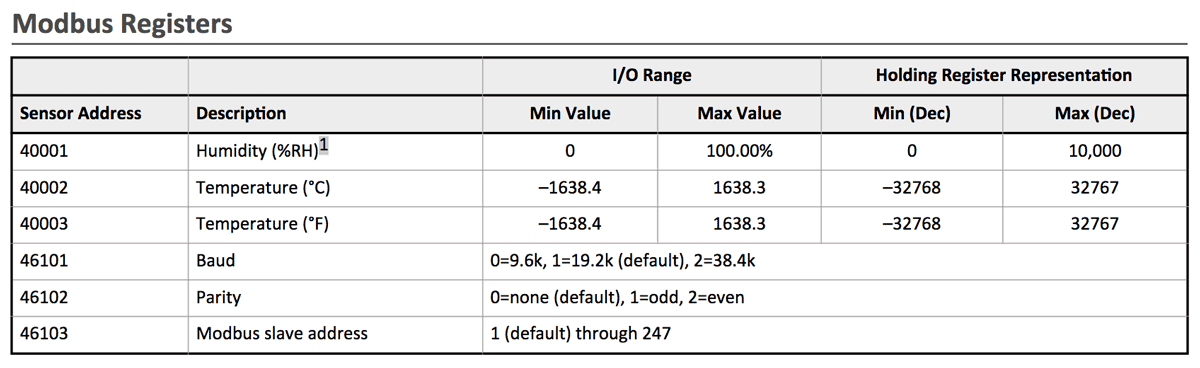 Modbus Registers
I/O Range Holding Register Representation
Sensor Address Description Min Value Max Value Min (Dec) Max (Dec)
40001 Humidity (%RH)1 0 100.00% 0 10,000
40002 Temperature (°C) –1638.4 1638.3 –32768 32767
40003 Temperature (°F) –1638.4 1638.3 –32768 32767
46101 Baud 0=9.6k, 1=19.2k (default), 2=38.4k
46102 Parity 0=none (default), 1=odd, 2=even
46103 Modbus slave address 1 (default) through 247